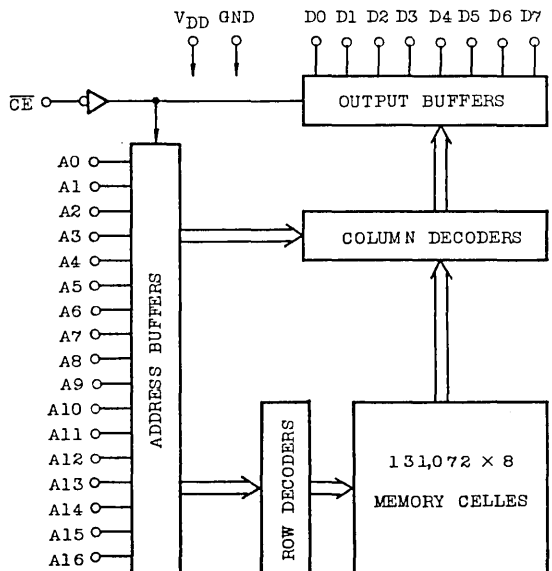 VDD GND
D0 D1 D2 D3 D4 D5 D6 D7
CE
OUTPUT BUFFERS
A0
A1
A2
A3
A4
A5
A6
A7
A8
A9
A10
A11
A12
A13
A14
A15
A16
ADDRESS BUFFERS
COLUMN DECODERS
ROW DECODERS
131,072 × 8
MEMORY CELLES